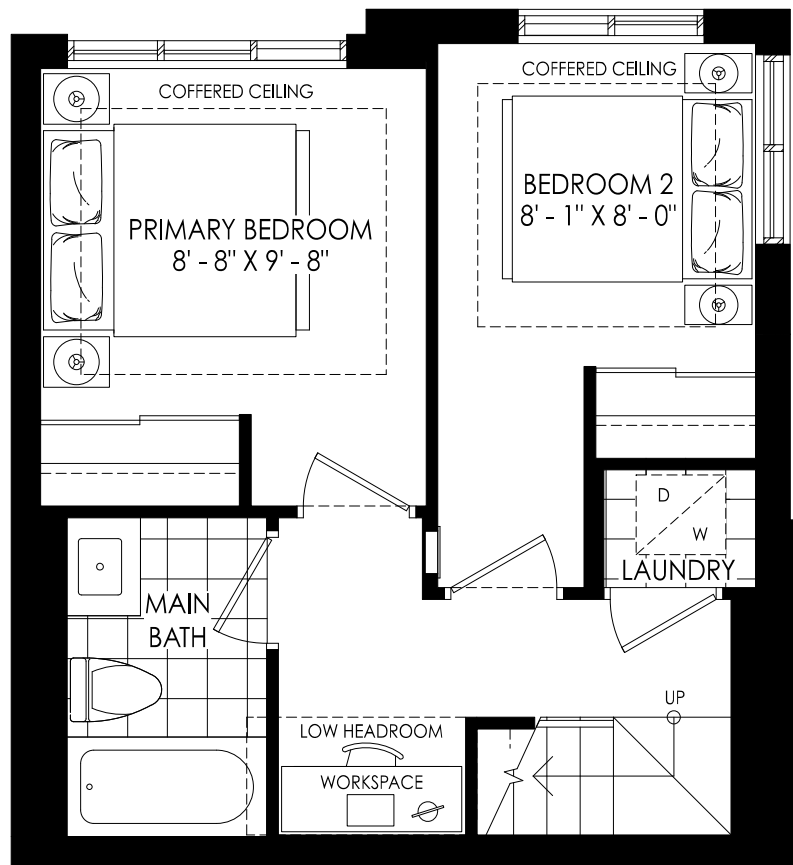 COFFERED CEILING
PRIMARY BEDROOM
8' - 8" X 9' - 8"
COFFERED CEILING
BEDROOM 2
8' - 1" X 8' - 0"
D
W
LAUNDRY
MAIN
BATH
UP
LOW HEADROOM
WORKSPACE